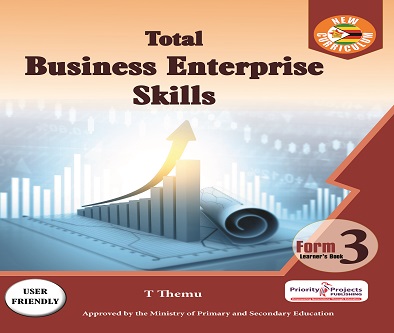 NEW
CURRICULUM
Total
Business Enterprise
Skills
Form 3
Learner's Book
Priority Projects
PUBLISHING
USER
FRIENDLY
T Themu
Approved by the Ministry of Primary and Secondary Education